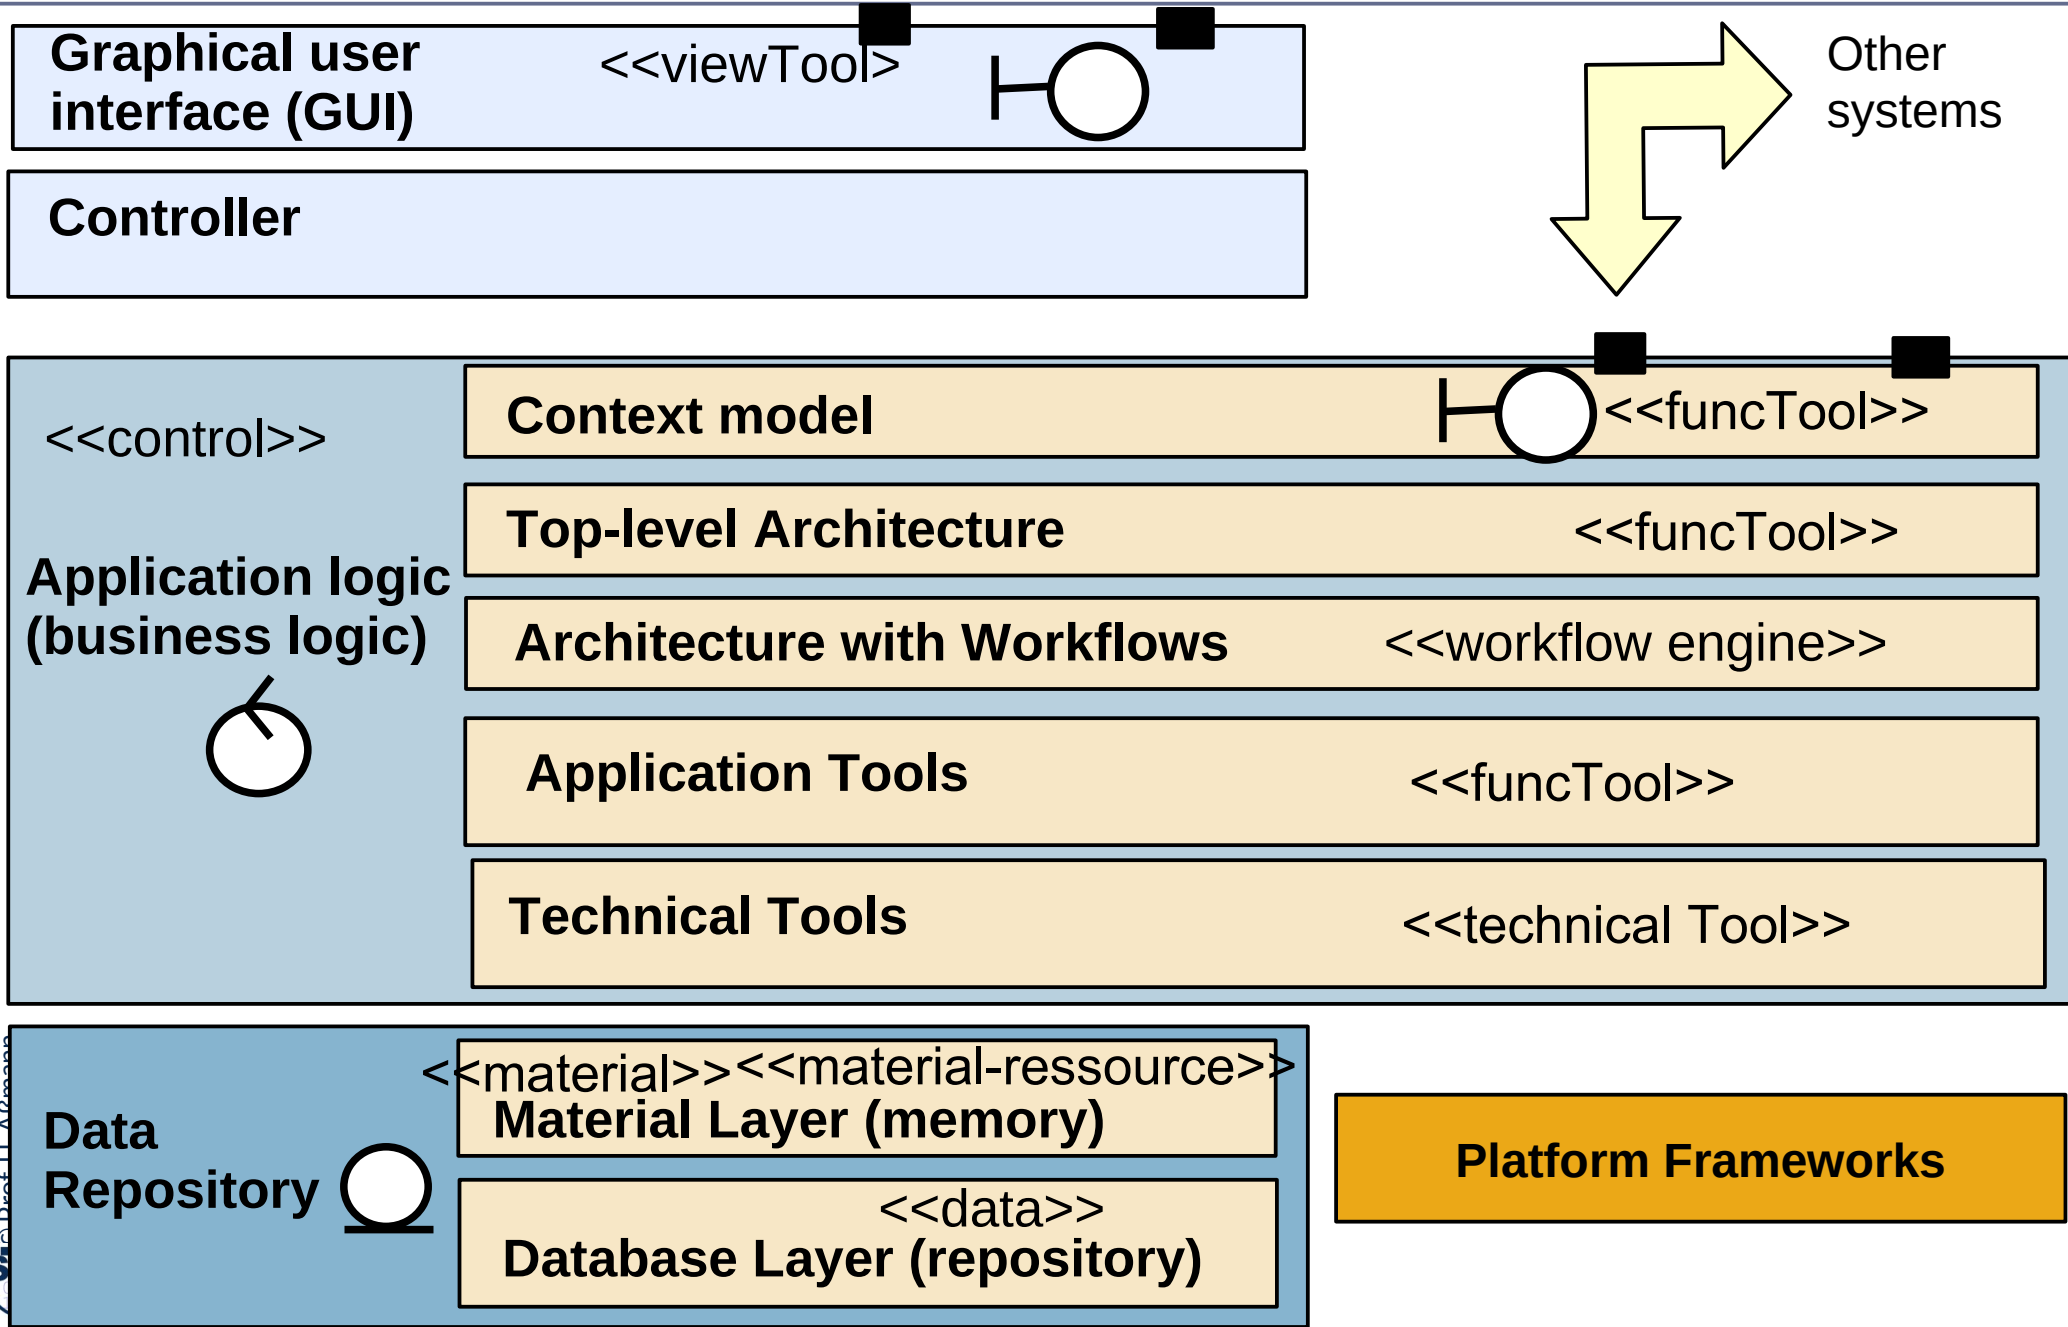 Graphical user
interface (GUI)
<<viewTool>
Other
systems
Controller
<<control>>
Context model
<<funcTool>>
Top-level Architecture
<<funcTool>>
Application logic
(business logic)
Architecture with Workflows
<<workflow engine>>
Application Tools
<<funcTool>>
Technical Tools
<<technical Tool>>
<<material>>
<<material-ressource>>
Material Layer (memory)
Data
Repository
<<data>>
Database Layer (repository)
Platform Frameworks